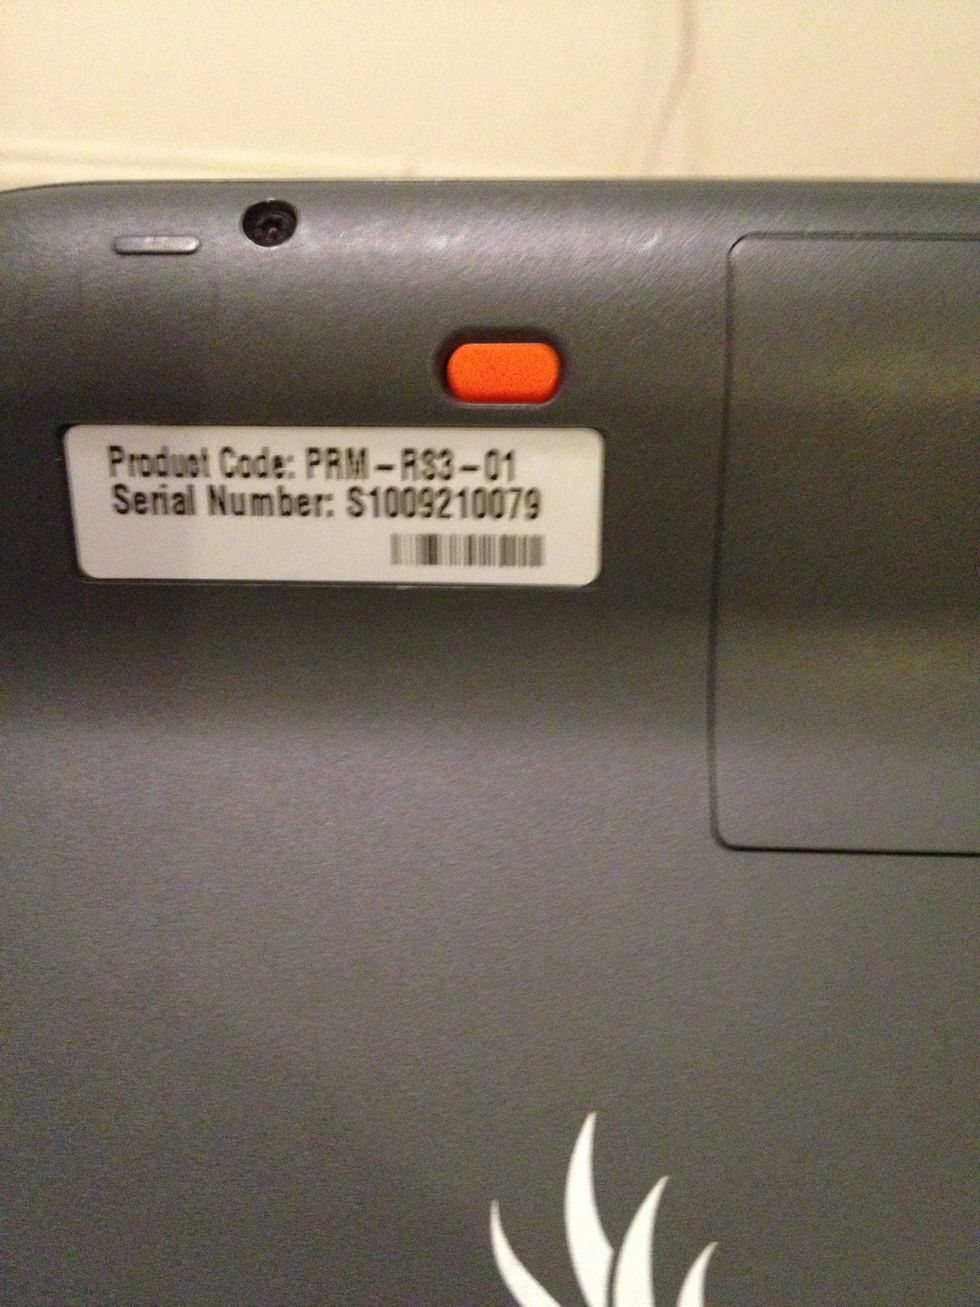 Product Code: PRM-RS3-01
Serial Number: S1009210079